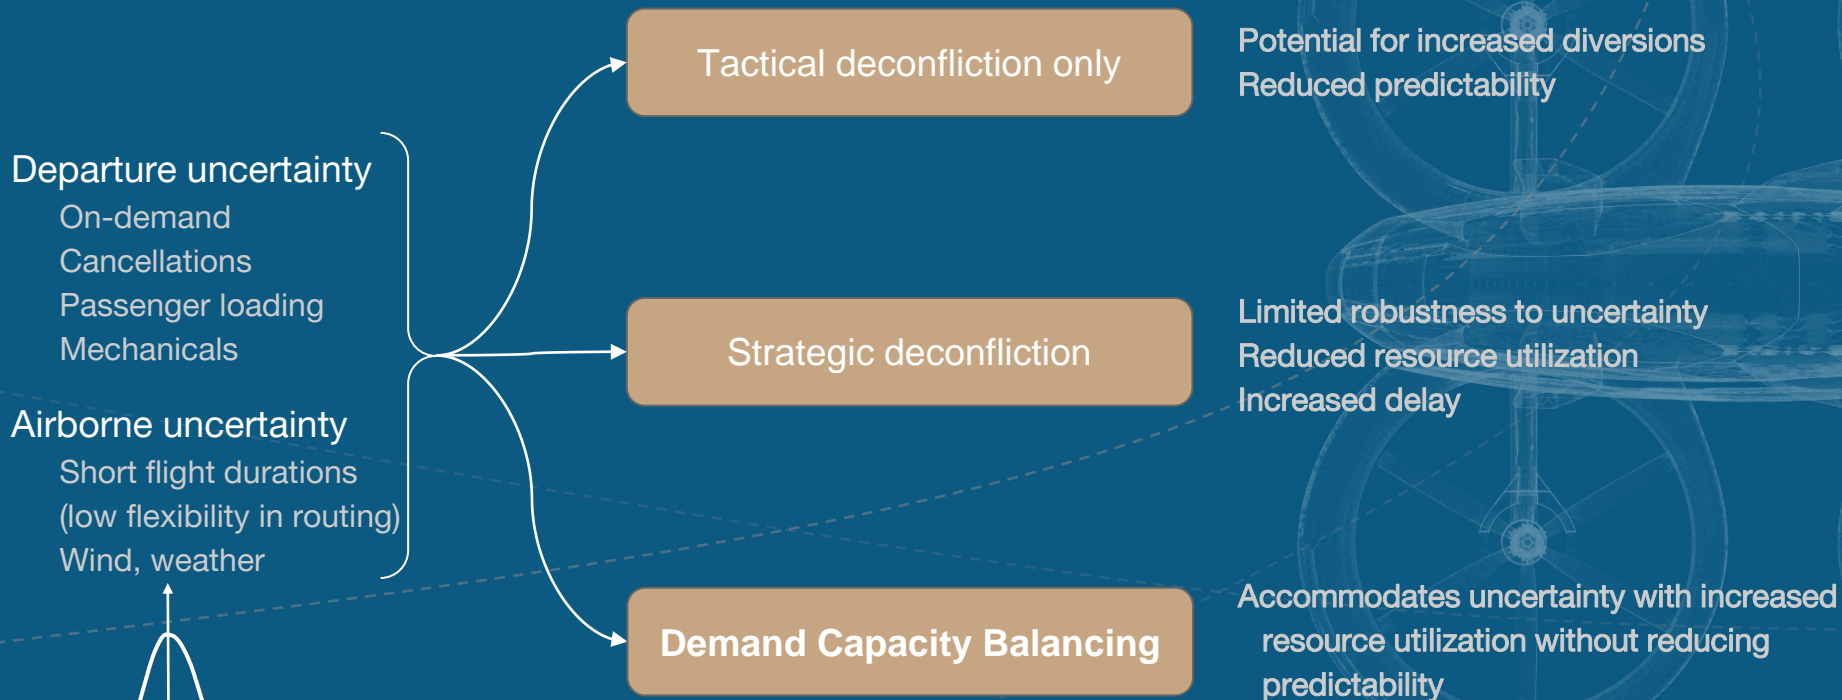 Departure uncertainty
On-demand
Cancellations
Passenger loading
Mechanicals
Airborne uncertainty
Short flight durations
(low flexibility in routing)
Wind, weather
Tactical deconfliction only
Potential for increased diversions
Reduced predictability
Strategic deconfliction
Limited robustness to uncertainty
Reduced resource utilization
Increased delay
Demand Capacity Balancing
Accommodates uncertainty with increased
resource utilization without reducing
predictability